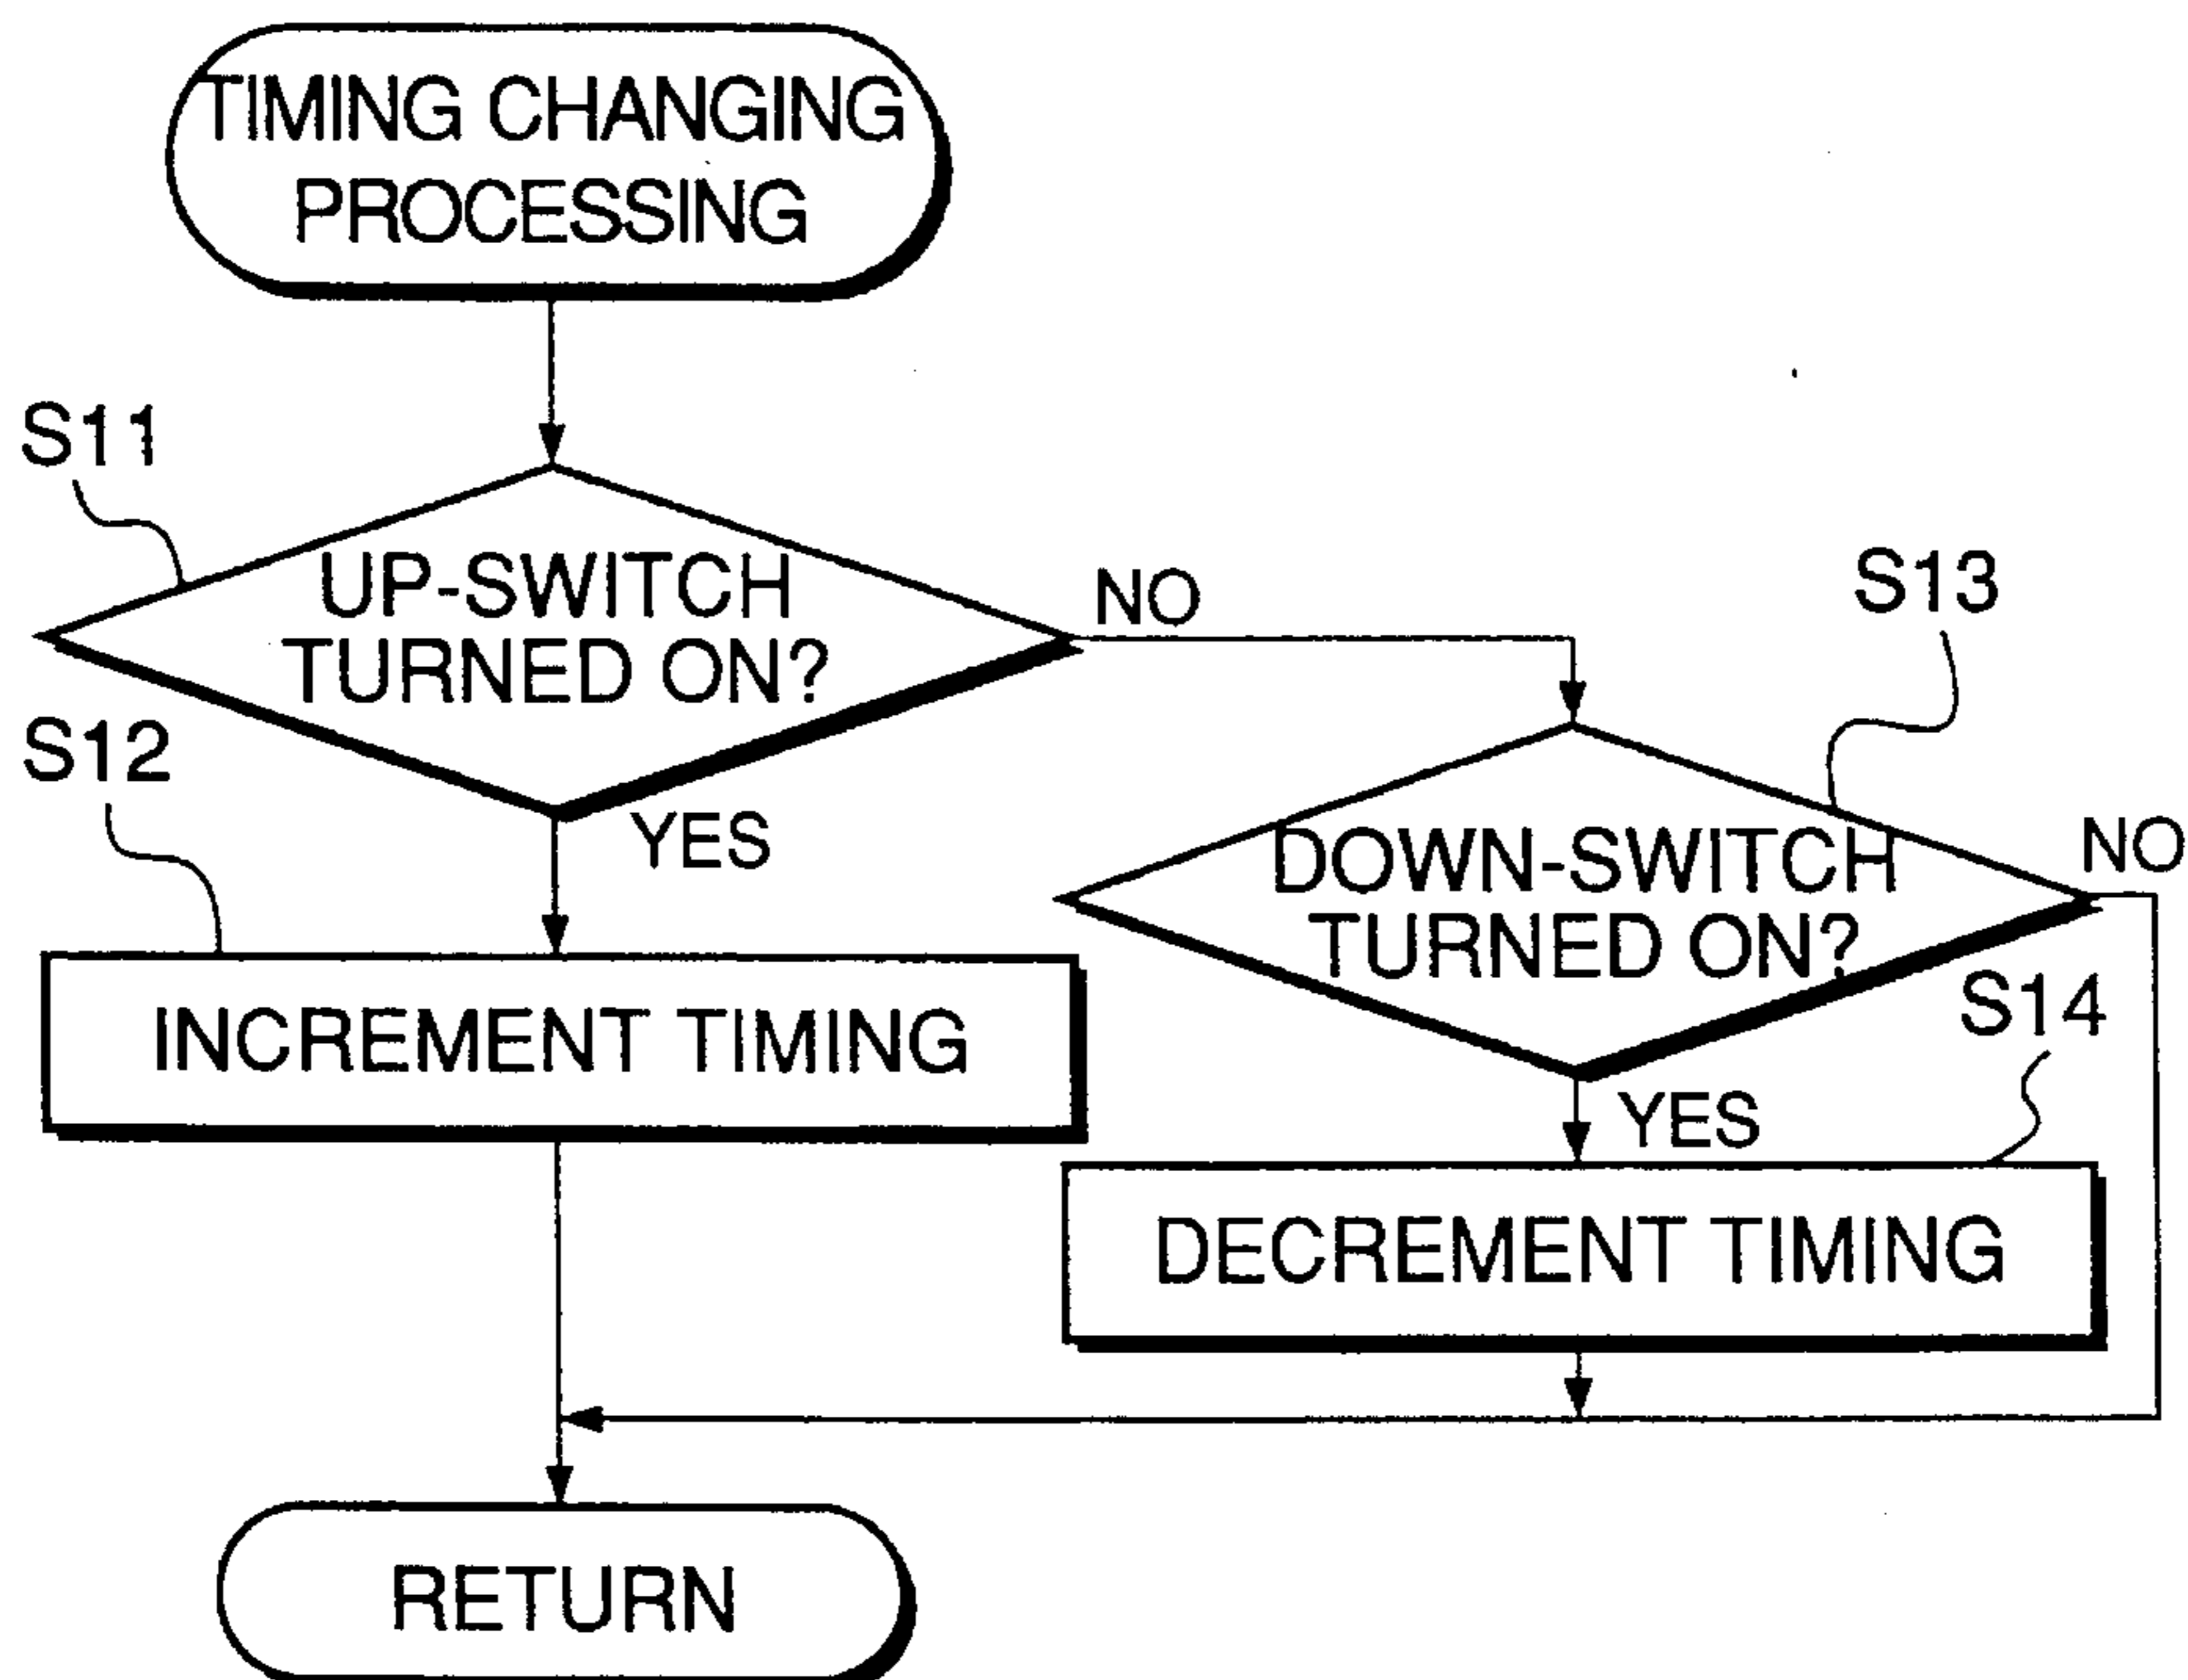 TIMING CHANGING
PROCESSING
S11
UP-SWITCH
TURNED ON?
NO
YES
S12
INCREMENT TIMING
S13
DOWN-SWITCH
TURNED ON?
NO
YES
S14
DECREMENT TIMING
RETURN